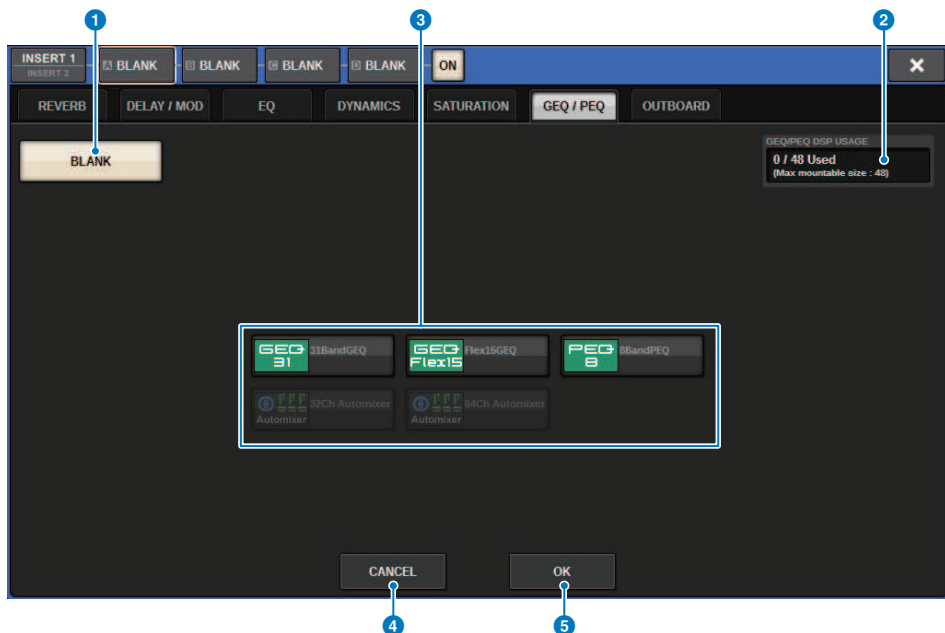 1
3
2
INSERT 1
INSERT 2
A BLANK
B BLANK
C BLANK
D BLANK
ON
×
REVERB
DELAY / MOD
EQ
DYNAMICS
SATURATION
GEQ / PEQ
OUTBOARD
BLANK
GEQ/PEQ DSP USAGE
0 / 48 Used
(Max mountable size : 48)
GEQ
31
31BandGEQ
GEQ
Flex15
Flex15GEQ
PEQ
8
8BandPEQ
Automixer
32Ch Automixer
Automixer
64Ch Automixer
CANCEL
OK
4
5